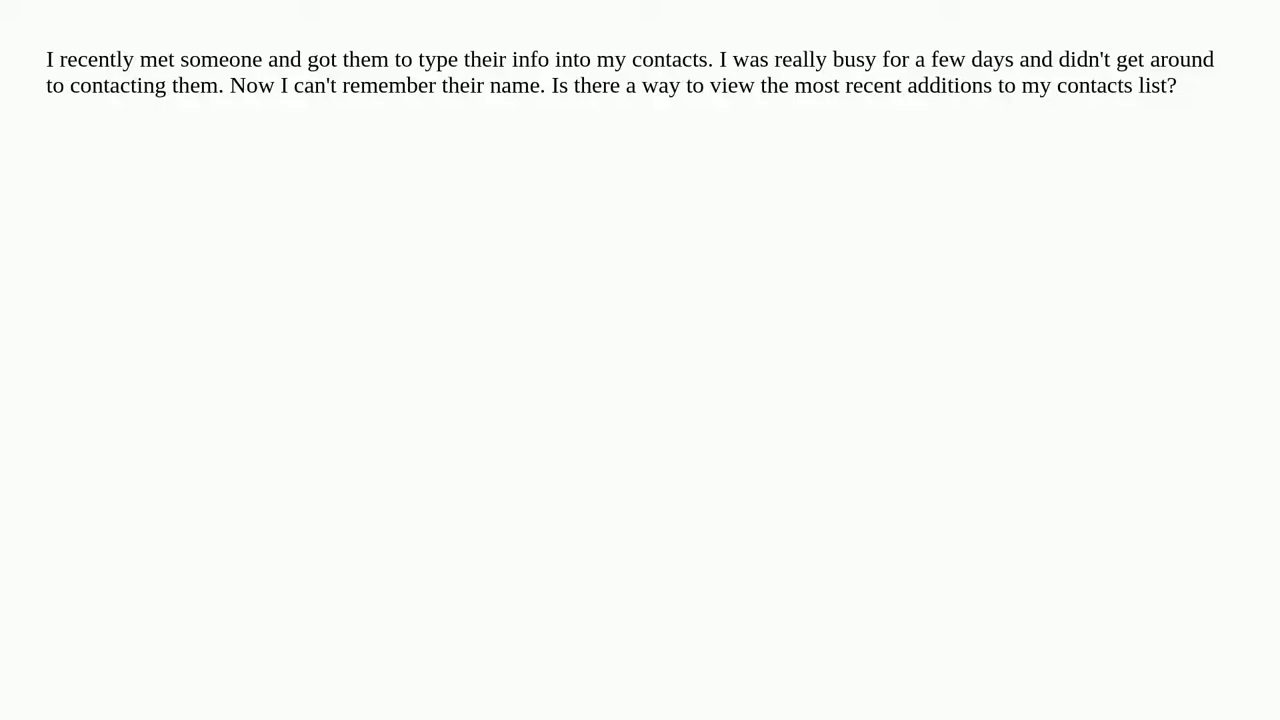 I recently met someone and got them to type their info into my contacts. I was really busy for a few days and didn't get around
to contacting them. Now I can't remember their name. Is there a way to view the most recent additions to my contacts list?